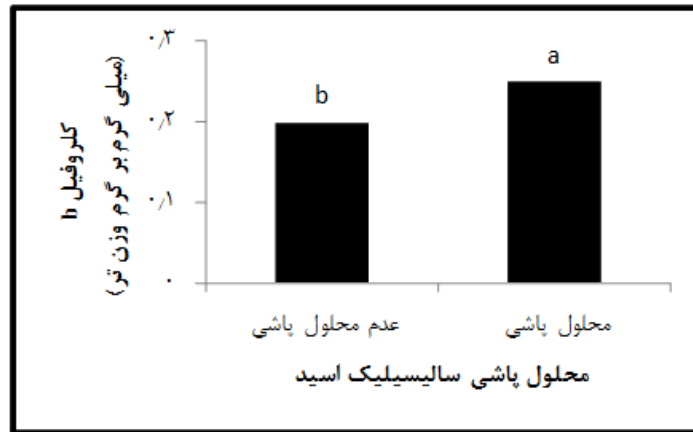 کلروفیل b
(میلی گرم بر گرم وزن تر)
۰٫۳
۰٫۲
۰٫۱
۰
b
a
عدم محلول پاشی
محلول پاشی
محلول پاشی سالیسیلیک اسید